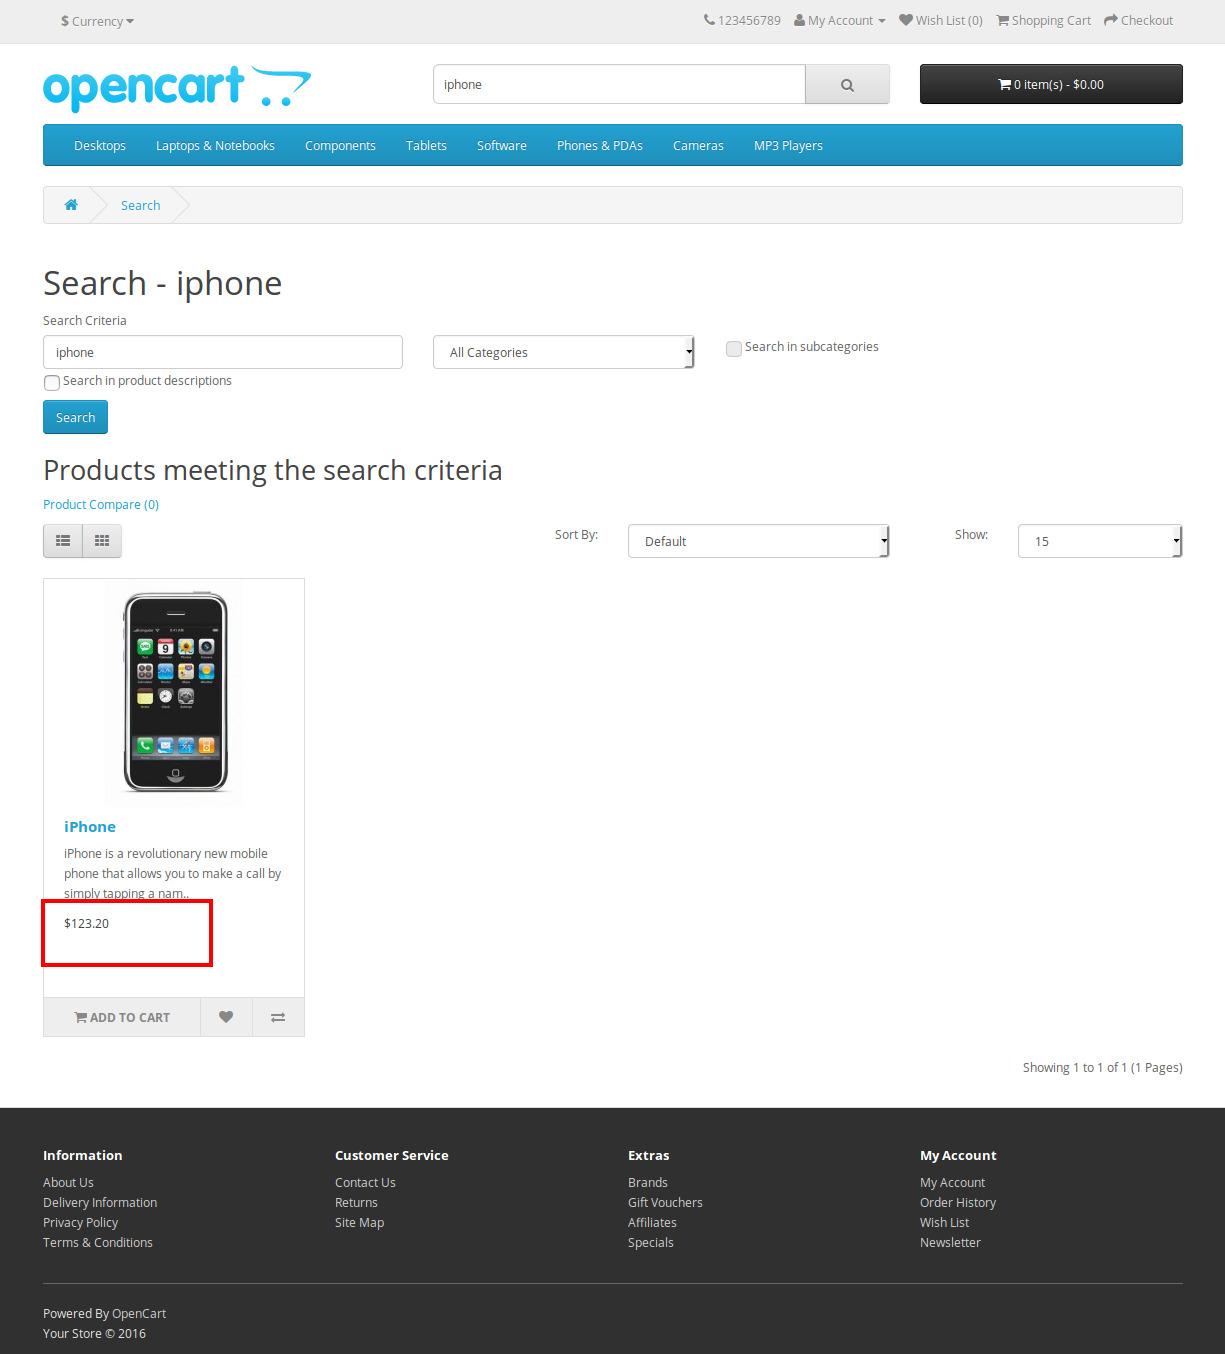 $ Currency
123456789 My Account Wish List (0) Shopping Cart Checkout
opencart
iphone
0 item(s) - $0.00
Desktops Laptops & Notebooks Components Tablets Software Phones & PDAs Cameras MP3 Players
Search
Search - iphone
Search Criteria
iphone
All Categories
Search in subcategories
Search in product descriptions
Search
Products meeting the search criteria
Product Compare (0)
Sort By: Default Show: 15
iPhone
iPhone is a revolutionary new mobile
phone that allows you to make a call by
simply tapping a nam..
$123.20
ADD TO CART
Showing 1 to 1 of 1 (1 Pages)
Information
About Us
Delivery Information
Privacy Policy
Terms & Conditions
Customer Service
Contact Us
Returns
Site Map
Extras
Brands
Gift Vouchers
Affiliates
Specials
My Account
My Account
Order History
Wish List
Newsletter
Powered By OpenCart
Your Store © 2016